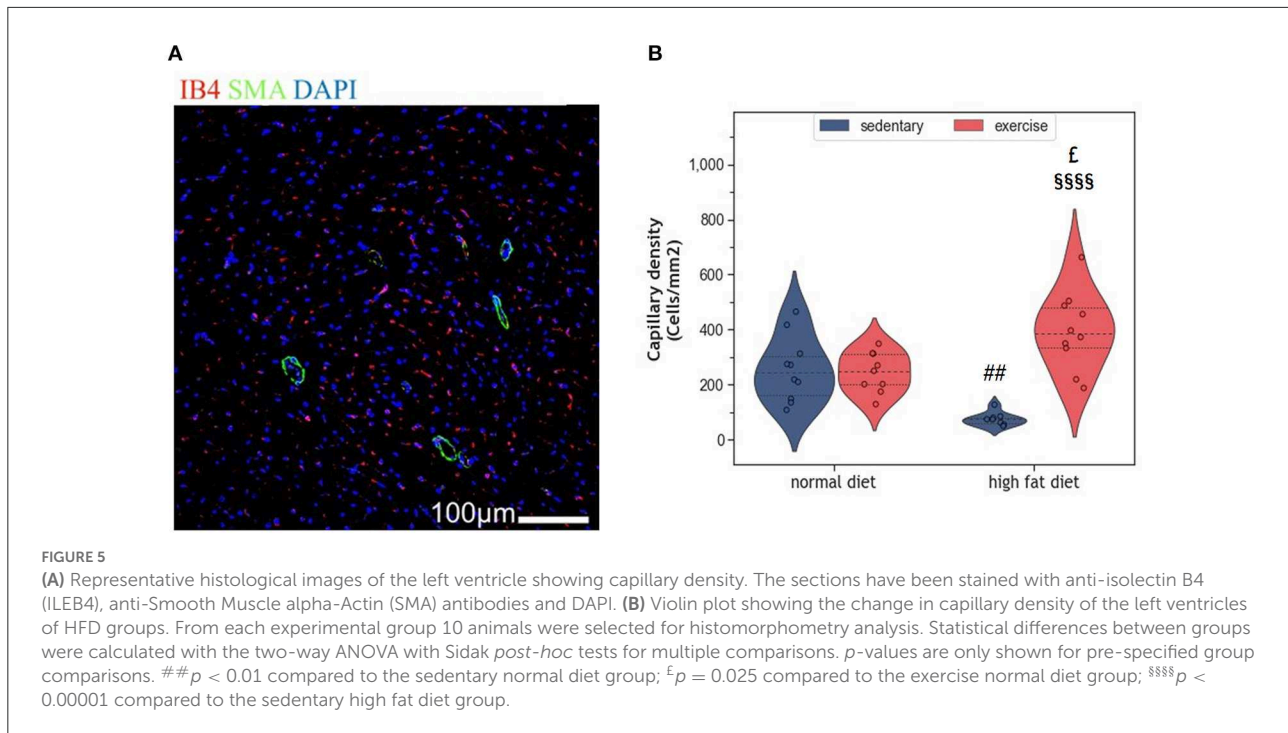 A
IB4 SMA DAPI
100µm
B
sedentary exercise
1,000
800
600
400
200
0
Capillary density
(Cells/mm2)
£
§§§§
##
normal diet high fat diet
FIGURE 5
(A) Representative histological images of the left ventricle showing capillary density. The sections have been stained with anti-isolectin B4
(ILEB4), anti-Smooth Muscle alpha-Actin (SMA) antibodies and DAPI. (B) Violin plot showing the change in capillary density of the left ventricles
of HFD groups. From each experimental group 10 animals were selected for histomorphometry analysis. Statistical differences between groups
were calculated with the two-way ANOVA with Sidak post-hoc tests for multiple comparisons. p-values are only shown for pre-specified group
comparisons. ##p < 0.01 compared to the sedentary normal diet group; £p = 0.025 compared to the exercise normal diet group; §§§§p <
0.00001 compared to the sedentary high fat diet group.